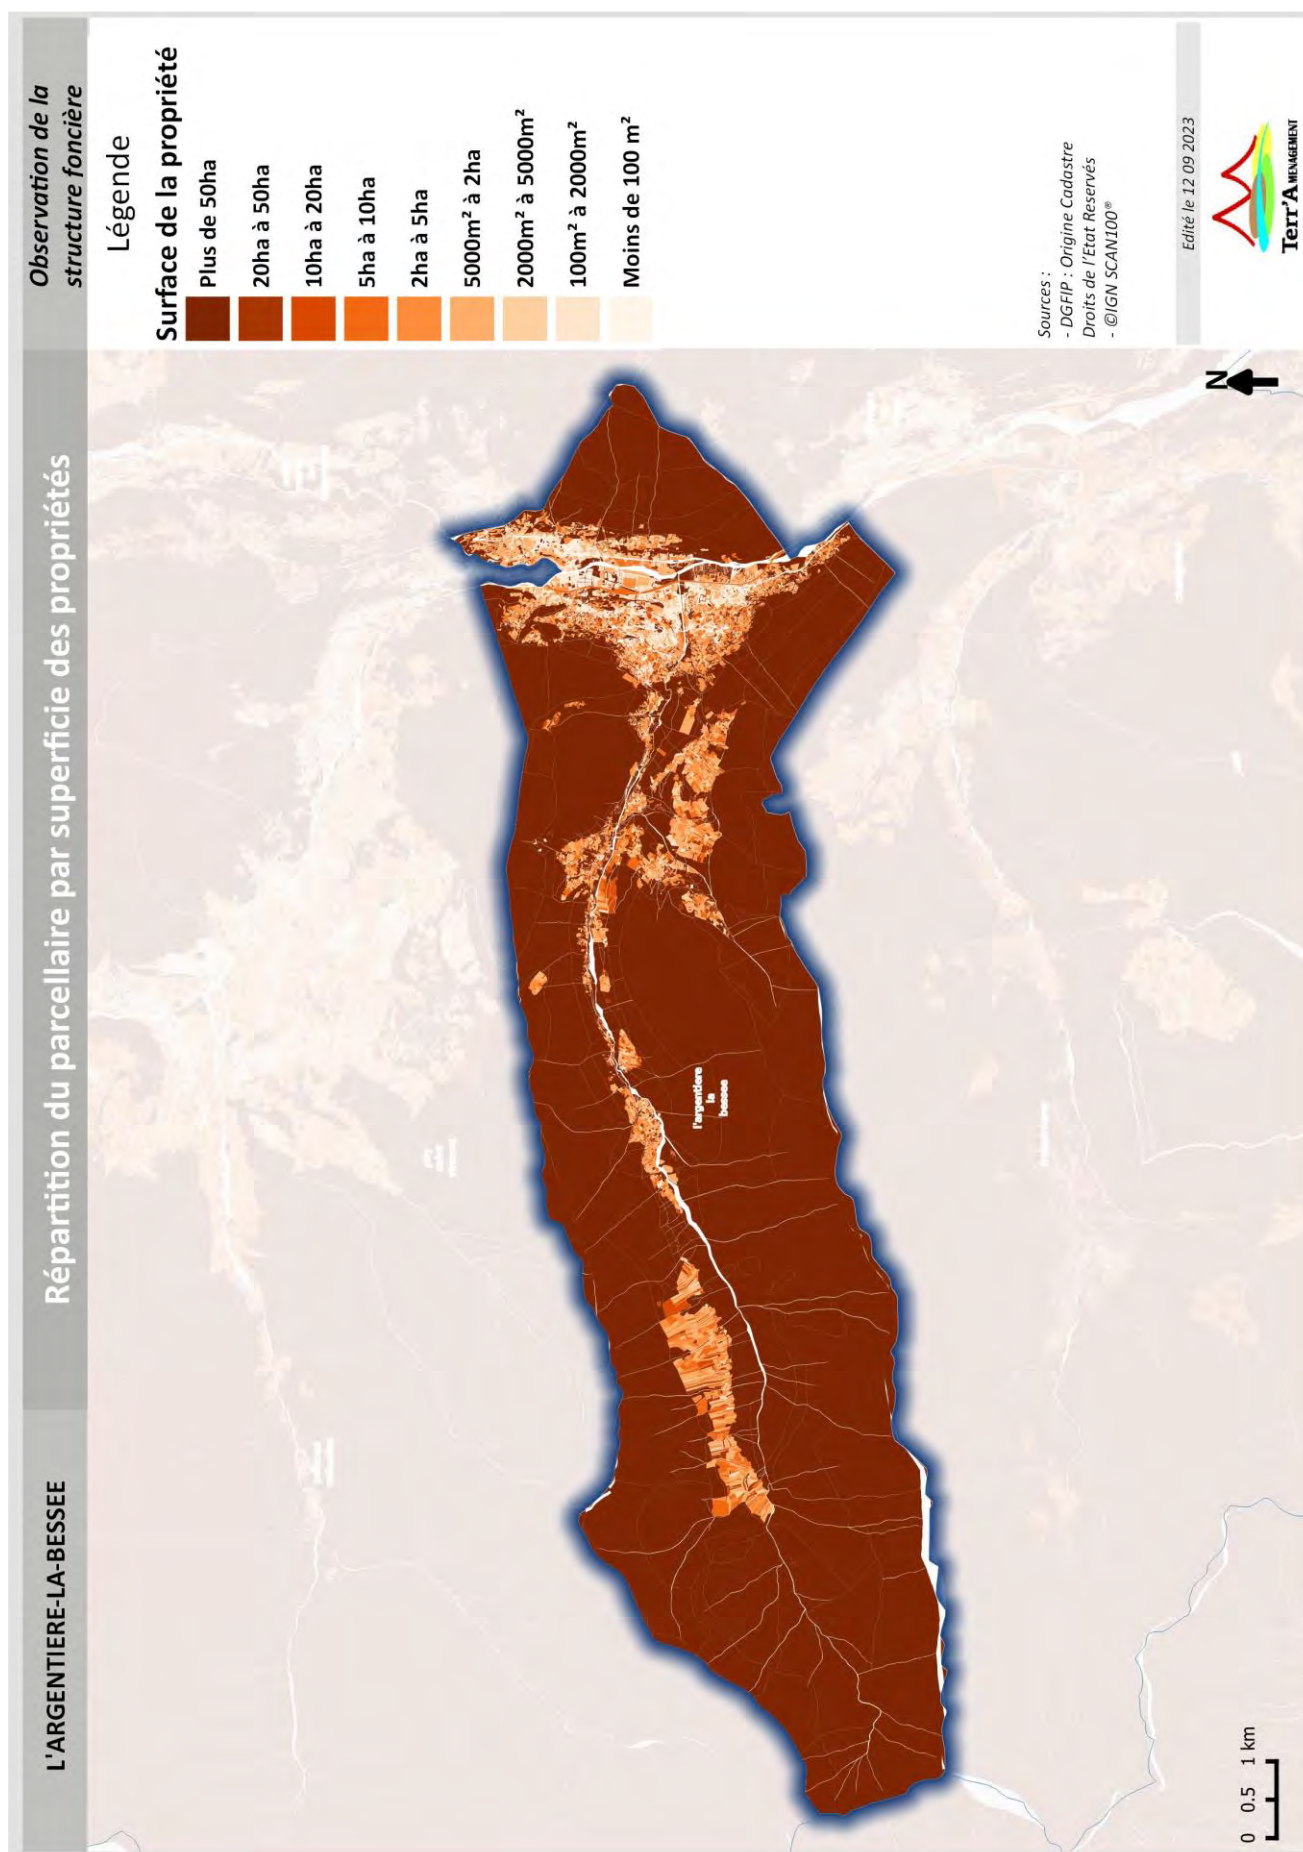 L'ARGENTIERE-LA-BESSEE
Répartition du parcellaire par superficie des propriétés
Observation de la
structure foncière
Légende
Surface de la propriété
Plus de 50ha
20ha à 50ha
10ha à 20ha
5ha à 10ha
2ha à 5ha
5000m² à 2ha
2000m² à 5000m²
100m² à 2000m²
Moins de 100 m²
l'argentiere
la
bessee
Sources :
- DGFIP : Origine Cadastre
Droits de l'Etat Reservés
- ©IGN SCAN100®
Edité le 12 09 2023
Terr'AMENAGEMENT
N
0 0.5 1 km